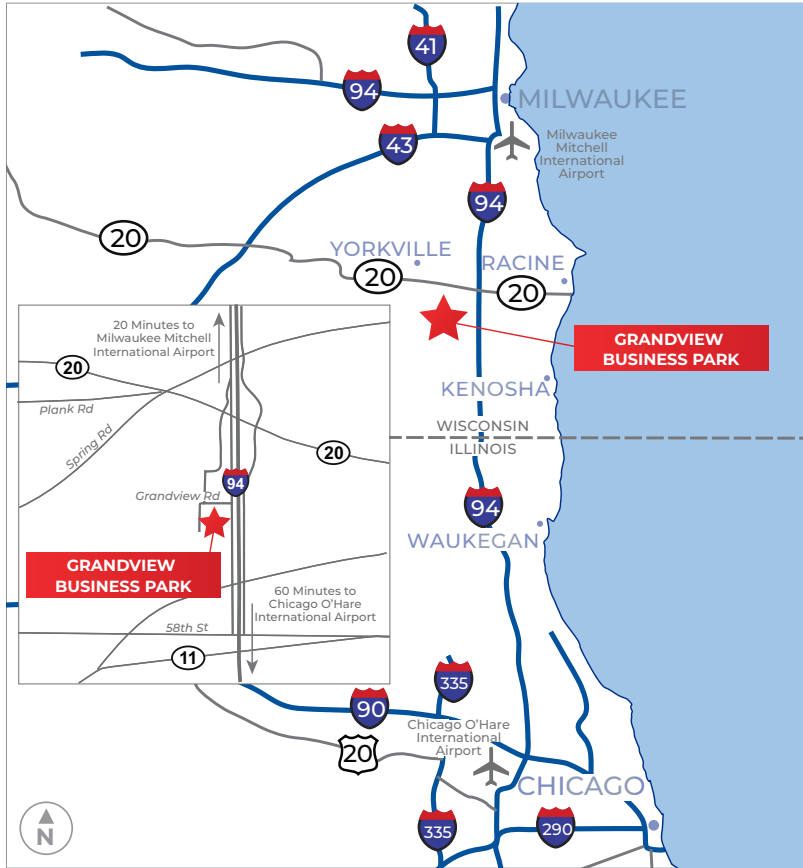 41
94
MILWAUKEE
Milwaukee
Mitchell
International
Airport
43
94
20
YORKVILLE
20
RACINE
20
GRANDVIEW
BUSINESS PARK
KENOSHA
WISCONSIN
ILLINOIS
94
WAUKEGAN
20 Minutes to
Milwaukee Mitchell
International Airport
20
Plank Rd
Spring Rd
20
94
Grandview Rd
GRANDVIEW
BUSINESS PARK
60 Minutes to
Chicago O'Hare
International Airport
58th St
11
335
90
Chicago O'Hare
International
Airport
20
CHICAGO
335
290
N